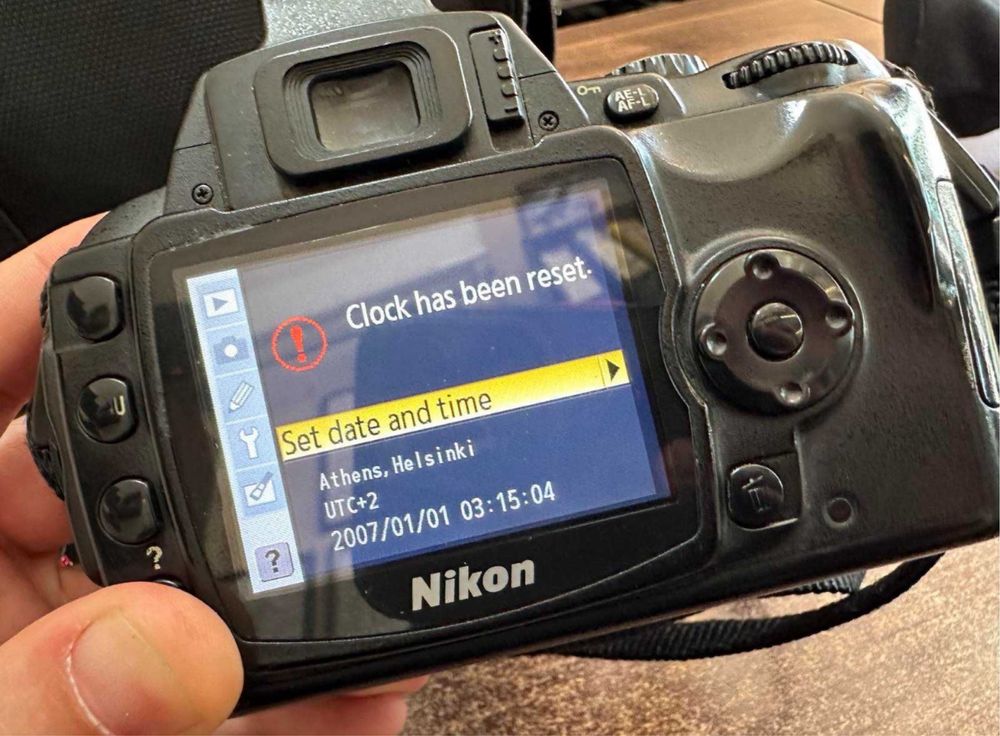 AE-L
AF-L
Clock has been reset.
Set date and time
Athens, Helsinki
UTC+2
2007/01/01 03:15:04
?
Nikon
?